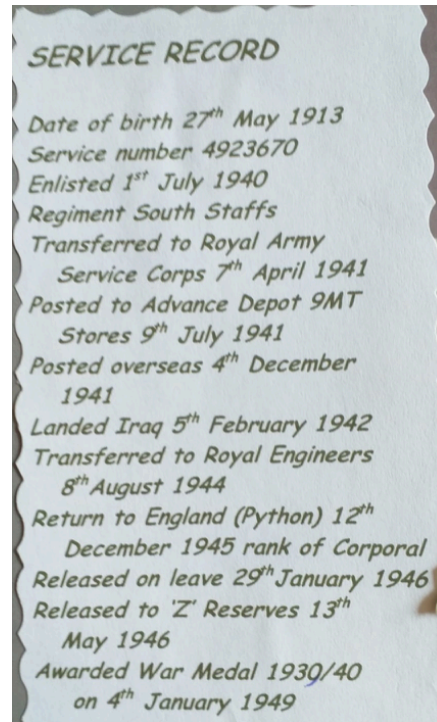 SERVICE RECORD
Date of birth 27th May 1913
Service number 4923670
Enlisted 1st July 1940
Regiment South Staffs
Transferred to Royal Army
Service Corps 7th April 1941
Posted to Advance Depot 9MT
Stores 9th July 1941
Posted overseas 4th December
1941
Landed Iraq 5th February 1942
Transferred to Royal Engineers
8th August 1944
Return to England (Python) 12th
December 1945 rank of Corporal
Released on leave 29th January 1946
Released to 'Z' Reserves 13th
May 1946
Awarded War Medal 1939/40
on 4th January 1949